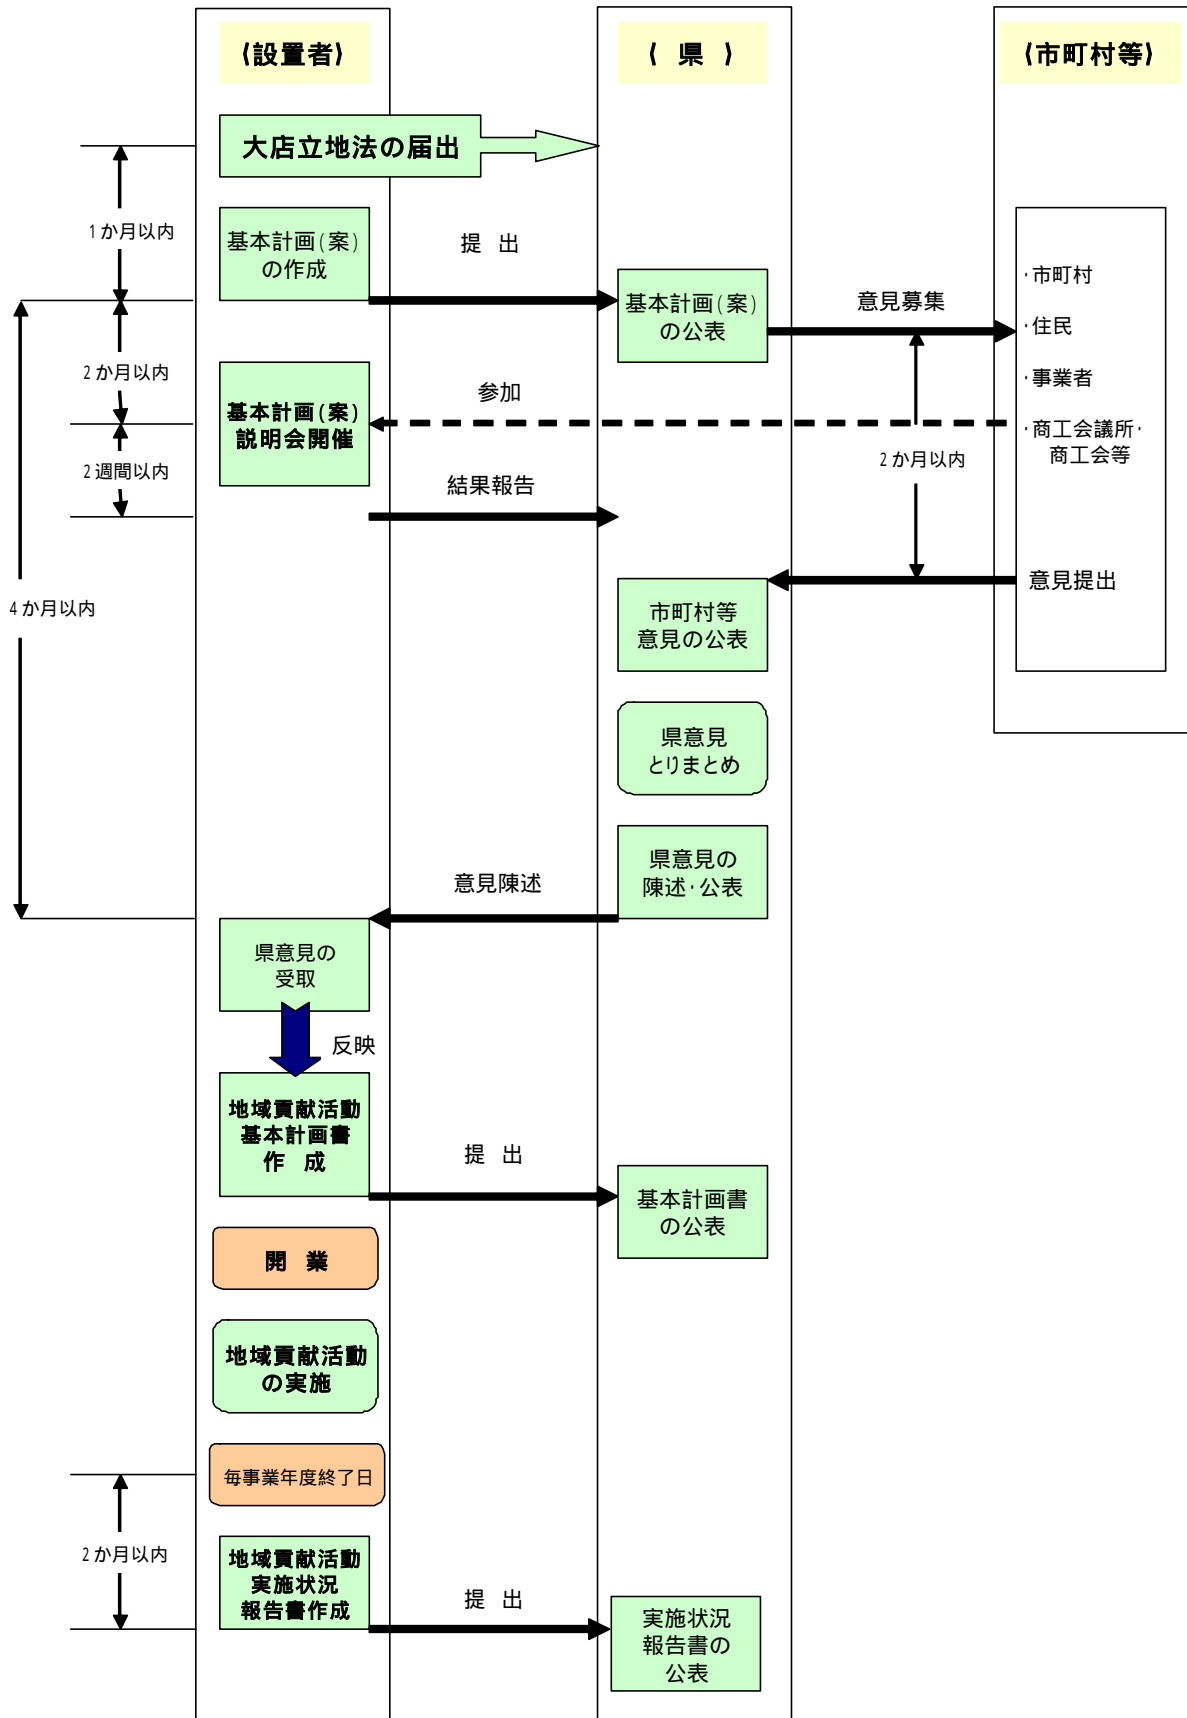 (設置者)
( 県 )
(市町村等)
大店立地法の届出
1か月以内
基本計画(案)
の作成
提 出
基本計画(案)
の公表
意見募集
・市町村
・住民
・事業者
・商工会議所・
商工会等
2か月以内
基本計画(案)
説明会開催
参加
2か月以内
2週間以内
結果報告
意見提出
4か月以内
市町村等
意見の公表
県意見
とりまとめ
県意見の
陳述・公表
意見陳述
県意見の
受取
反映
地域貢献活動
基本計画書
作 成
提 出
基本計画書
の公表
開 業
地域貢献活動
の実施
毎事業年度終了日
2か月以内
地域貢献活動
実施状況
報告書作成
提 出
実施状況
報告書の
公表